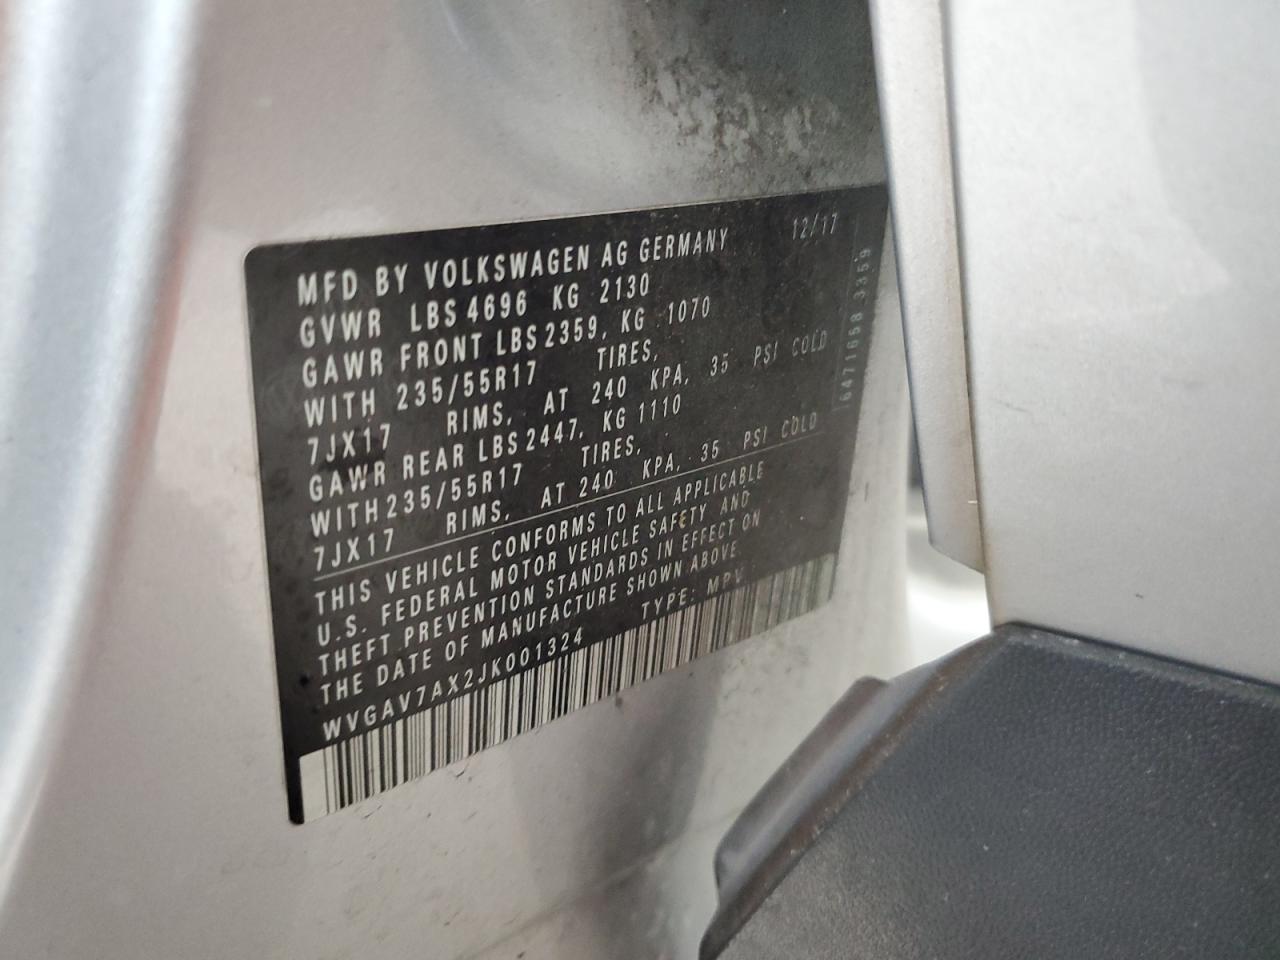 MFD BY VOLKSWAGEN AG GERMANY 12/17
GVWR LBS 4696 KG 2130
GAWR FRONT LBS 2359, KG 1070
WITH 235/55R17 TIRES,
7JX17 RIMS, AT 240 KPA, 35 PSI COLD
GAWR REAR LBS 2447, KG 1110
WITH 235/55R17 TIRES,
7JX17 RIMS, AT 240 KPA, 35 PSI COLD
THIS VEHICLE CONFORMS TO ALL APPLICABLE
U.S. FEDERAL MOTOR VEHICLE SAFETY AND
THEFT PREVENTION STANDARDS IN EFFECT ON
THE DATE OF MANUFACTURE SHOWN ABOVE.
WVGAV7AX2JK001324 TYPE: MPV
6471658 3359